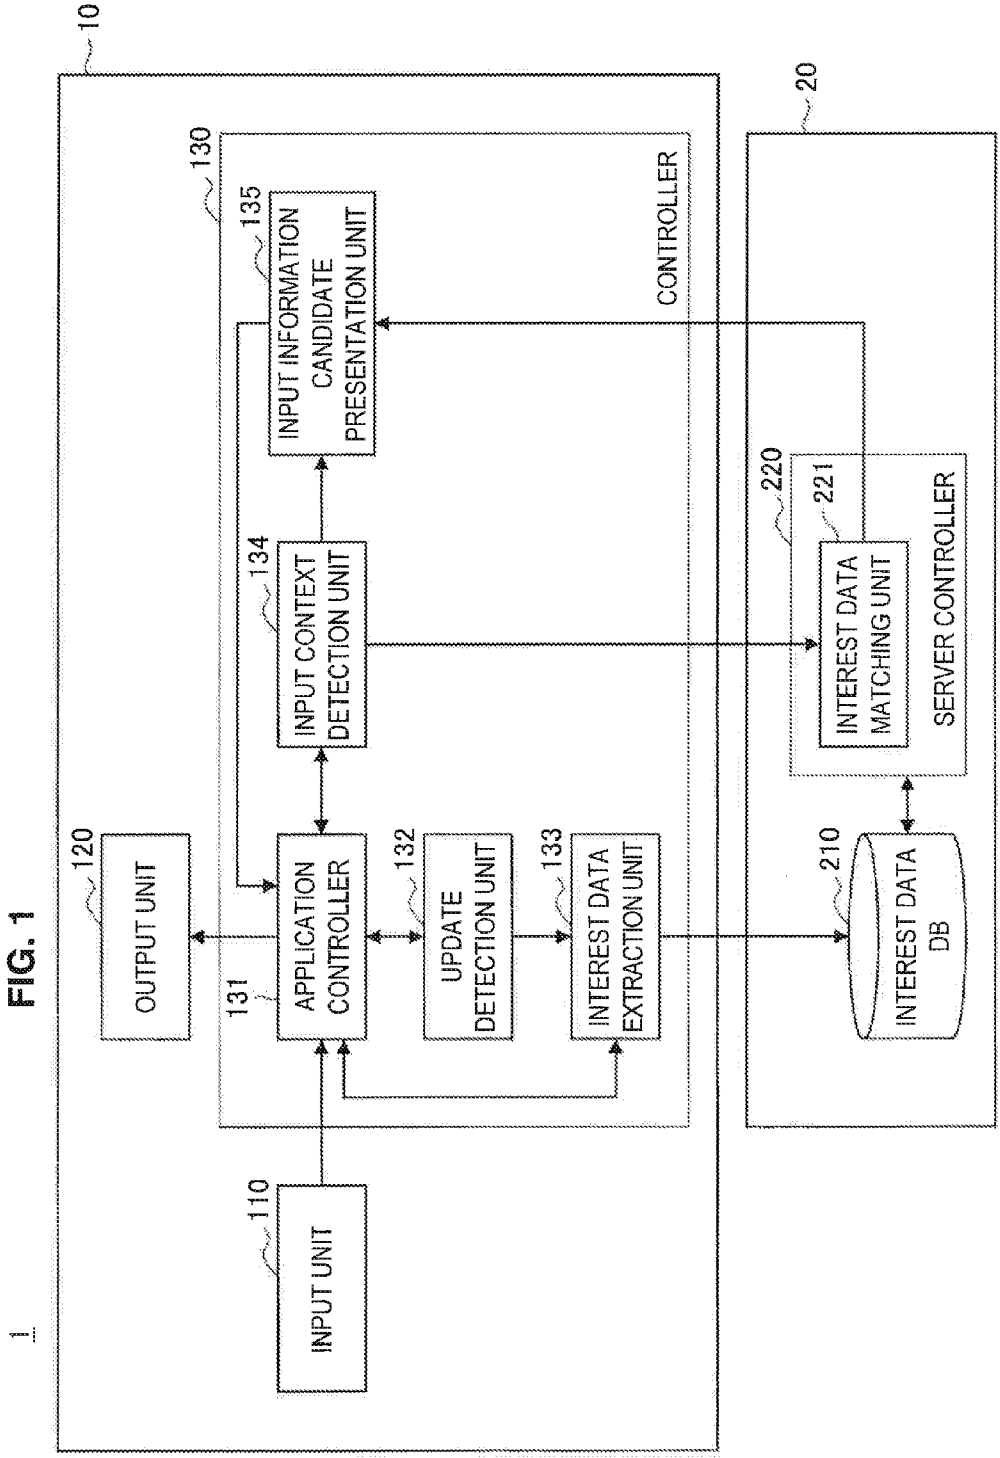 FIG. 1
1
10
120
OUTPUT UNIT
130
135
INPUT INFORMATION
CANDIDATE
PRESENTATION UNIT
134
INPUT CONTEXT
DETECTION UNIT
131
APPLICATION
CONTROLLER
110
INPUT UNIT
132
UPDATE
DETECTION UNIT
133
INTEREST DATA
EXTRACTION UNIT
CONTROLLER
20
220
221
INTEREST DATA
MATCHING UNIT
SERVER CONTROLLER
210
INTEREST DATA
DB